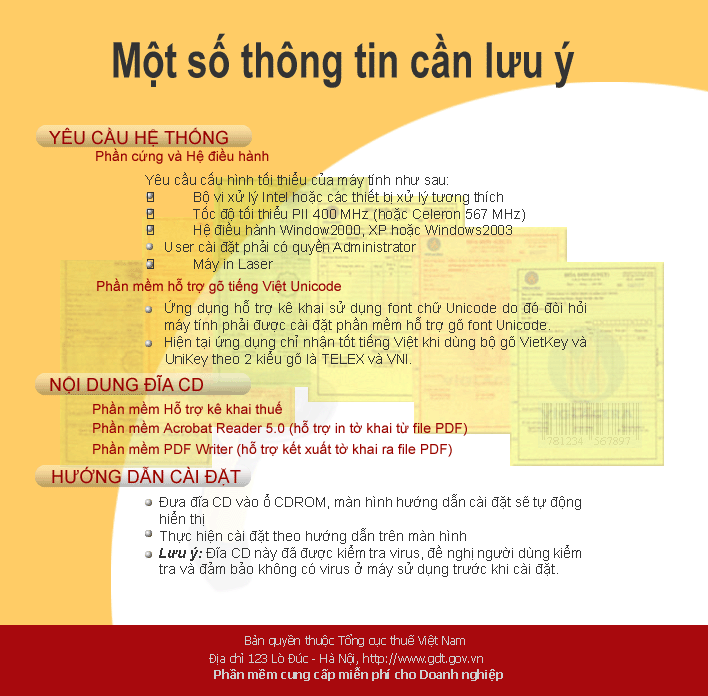 Một số thông tin cần lưu ý
YÊU CẦU HỆ THỐNG
Phần cứng và Hệ điều hành
Yêu cầu cấu hình tối thiểu của máy tính như sau:
Bộ vi xử lý Intel hoặc các thiết bị xử lý tương thích
Tốc độ tối thiểu PII 400 MHz (hoặc Celeron 567 MHz)
Hệ điều hành Window2000, XP hoặc Windows2003
User cài đặt phải có quyền Administrator
Máy in Laser
Phần mềm hỗ trợ gõ tiếng Việt Unicode
Ứng dụng hỗ trợ kê khai sử dụng font chữ Unicode do đó đòi hỏi
máy tính phải được cài đặt phần mềm hỗ trợ gõ font Unicode.
Hiện tại ứng dụng chỉ nhận tốt tiếng Việt khi dùng bộ gõ VietKey và
UniKey theo 2 kiểu gõ là TELEX và VNI.
NỘI DUNG ĐĨA CD
Phần mềm Hỗ trợ kê khai thuế
Phần mềm Acrobat Reader 5.0 (hỗ trợ in tờ khai từ file PDF)
Phần mềm PDF Writer (hỗ trợ kết xuất tờ khai ra file PDF)
781234 567897
HƯỚNG DẪN CÀI ĐẶT
Đưa đĩa CD vào ổ CDROM, màn hình hướng dẫn cài đặt sẽ tự động
hiển thị
Thực hiện cài đặt theo hướng dẫn trên màn hình
Lưu ý: Đĩa CD này đã được kiểm tra virus, đề nghị người dùng kiểm
tra và đảm bảo không có virus ở máy sử dụng trước khi cài đặt.
Bản quyền thuộc Tổng cục thuế Việt Nam
Địa chỉ 123 Lò Đúc - Hà Nội, http://www.gdt.gov.vn
Phần mềm cung cấp miễn phí cho Doanh nghiệp